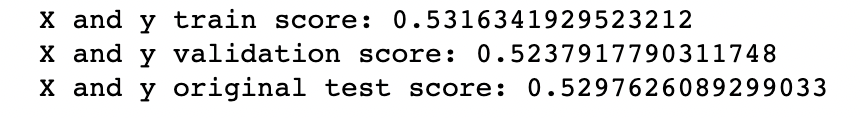 X and y train score: 0.5316341929523212
X and y validation score: 0.5237917790311748
X and y original test score: 0.5297626089299033